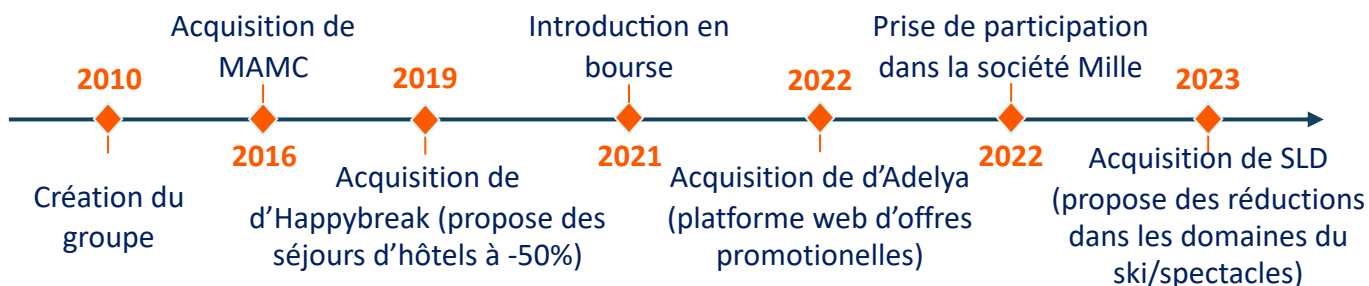 2010
Création du
groupe
Acquisition de
MAMC
2016
2019
Acquisition de
d’Happybreak (propose des
séjours d’hôtels à -50%)
Introduction en
bourse
2021
2022
Acquisition de d’Adelya
(platforme web d’offres
promotionelles)
Prise de participation
dans la société Mille
2022
2023
Acquisition de SLD
(propose des réductions
dans les domaines du
ski/spectacles)